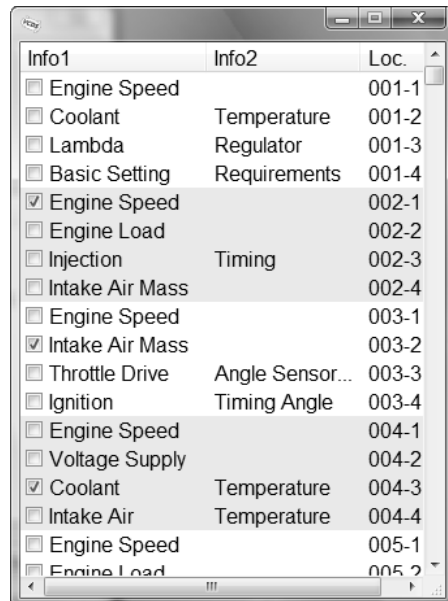 Info1 Info2 Loc.
Engine Speed 001-1
Coolant Temperature 001-2
Lambda Regulator 001-3
Basic Setting Requirements 001-4
Engine Speed 002-1
Engine Load 002-2
Injection Timing 002-3
Intake Air Mass 002-4
Engine Speed 003-1
Intake Air Mass 003-2
Throttle Drive Angle Sensor... 003-3
Ignition Timing Angle 003-4
Engine Speed 004-1
Voltage Supply 004-2
Coolant Temperature 004-3
Intake Air Temperature 004-4
Engine Speed 005-1
Engine Load 005-2